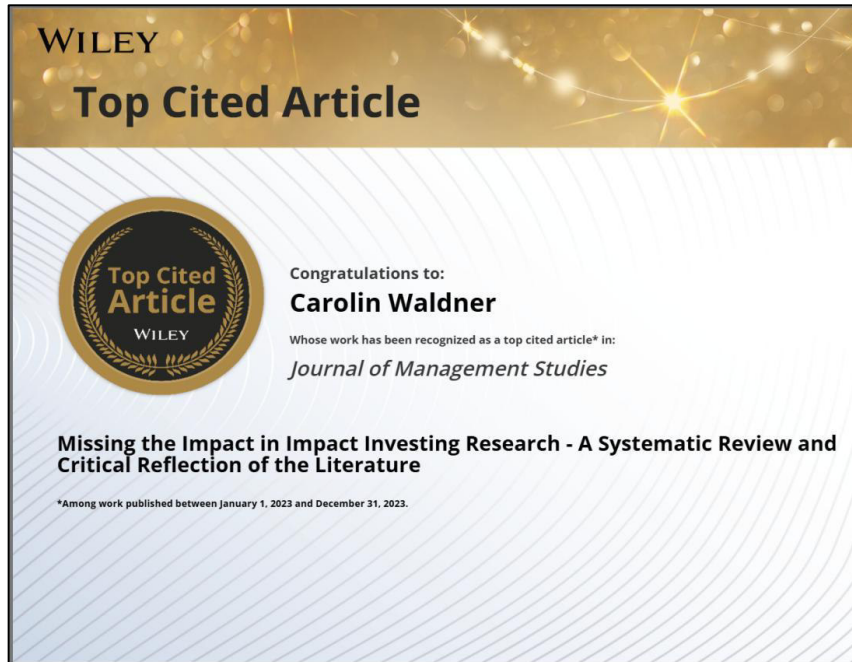 WILEY
Top Cited Article
Top Cited
Article
WILEY
Congratulations to:
Carolin Waldner
Whose work has been recognized as a top cited article* in:
Journal of Management Studies
Missing the Impact in Impact Investing Research - A Systematic Review and
Critical Reflection of the Literature
*Among work published between January 1, 2023 and December 31, 2023.